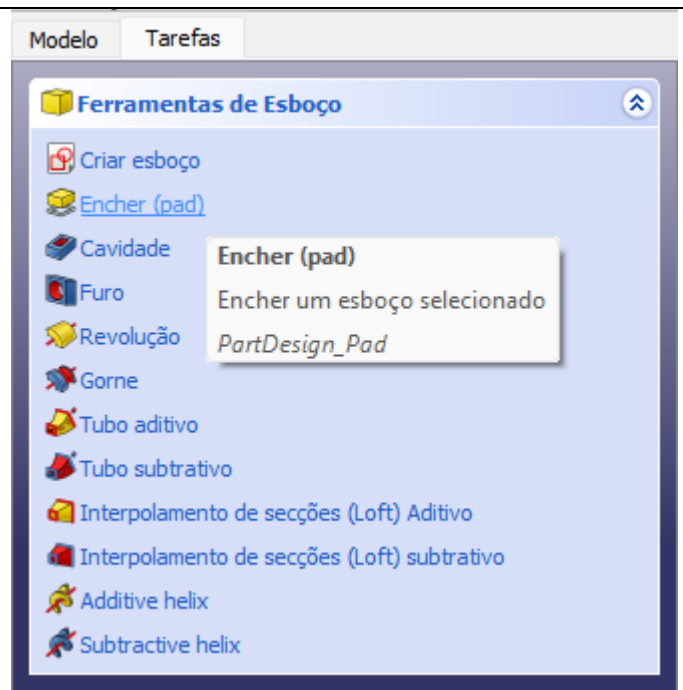 Modelo Tarefas
Ferramentas de Esboço
Criar esboço
Encher (pad)
Cavidade
Furo
Revolução
Gorne
Tubo aditivo
Tubo subtrativo
Interpolamento de secções (Loft) Aditivo
Interpolamento de secções (Loft) subtrativo
Additive helix
Subtractive helix
Encher (pad)
Encher um esboço selecionado
PartDesign_Pad